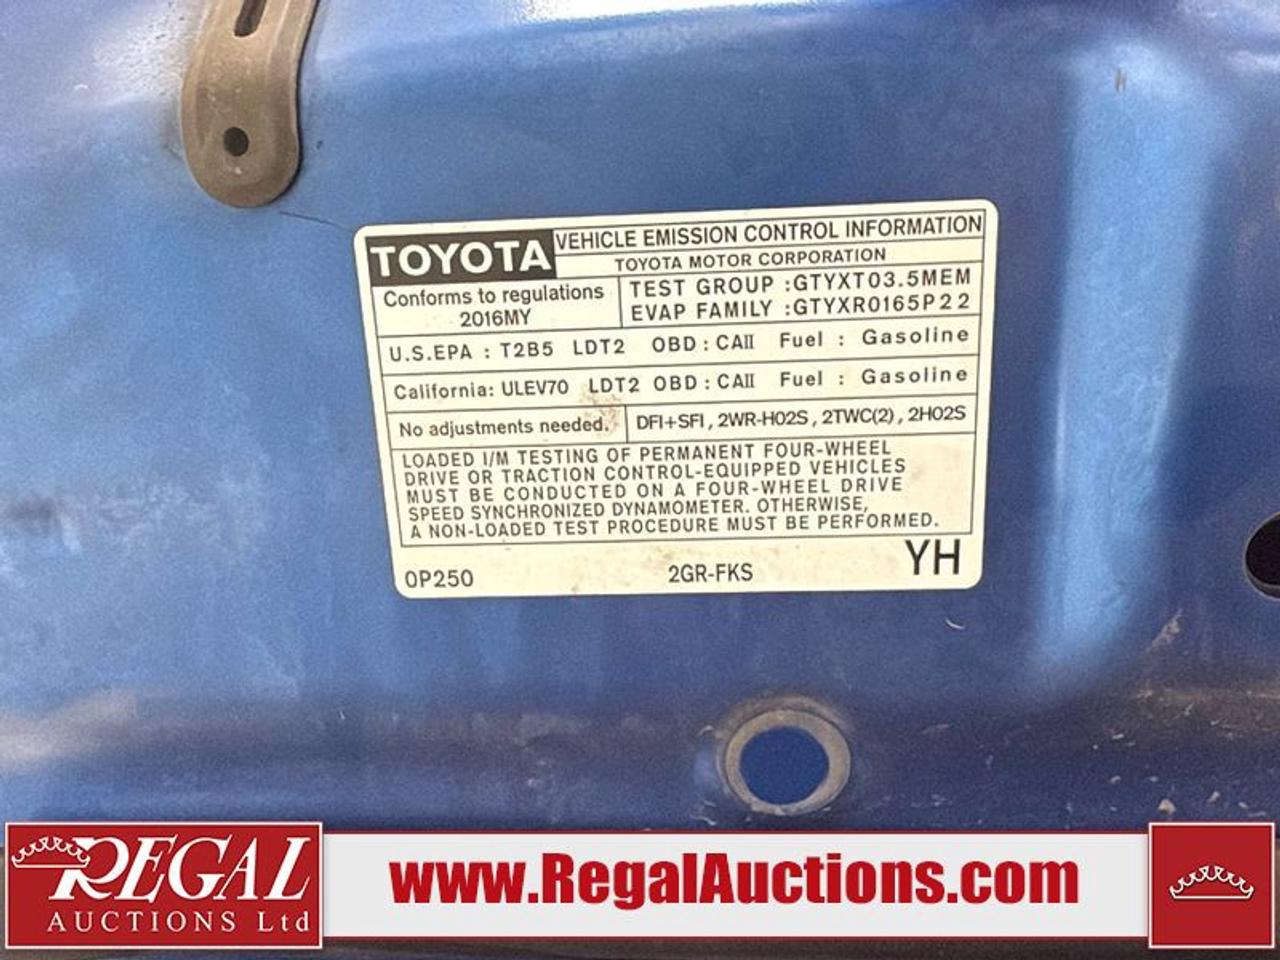 TOYOTA VEHICLE EMISSION CONTROL INFORMATION
TOYOTA MOTOR CORPORATION
Conforms to regulations
2016MY
TEST GROUP :GTYXT03.5MEM
EVAP FAMILY :GTYXR0165P22
U.S.EPA : T2B5 LDT2 OBD : CAII Fuel : Gasoline
California: ULEV70 LDT2 OBD : CAII Fuel : Gasoline
No adjustments needed. DFI+SFI, 2WR-HO2S, 2TWC(2), 2HO2S
LOADED I/M TESTING OF PERMANENT FOUR-WHEEL
DRIVE OR TRACTION CONTROL-EQUIPPED VEHICLES
MUST BE CONDUCTED ON A FOUR-WHEEL DRIVE
SPEED SYNCHRONIZED DYNAMOMETER. OTHERWISE,
A NON-LOADED TEST PROCEDURE MUST BE PERFORMED.
0P250 2GR-FKS YH
REGAL
AUCTIONS Ltd
www.RegalAuctions.com